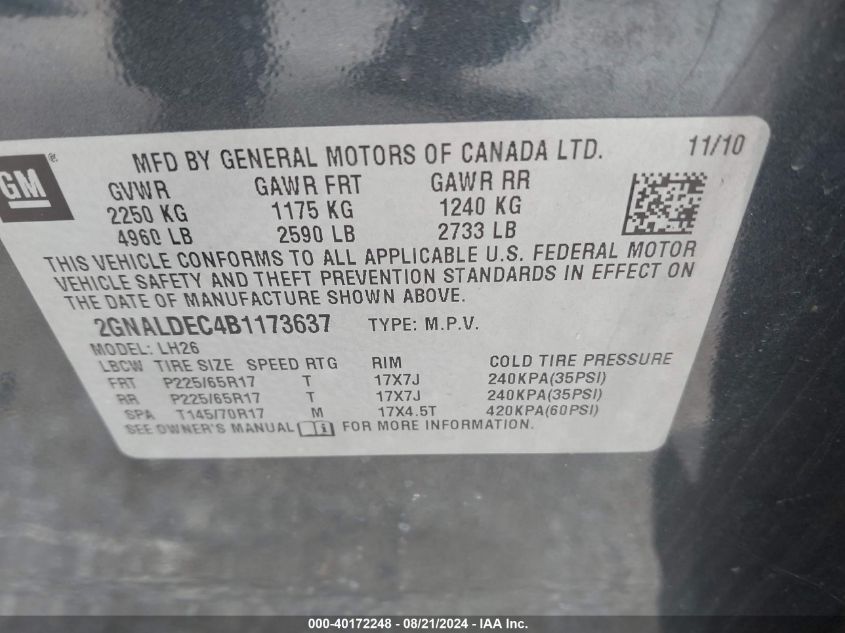 GM ®
MFD BY GENERAL MOTORS OF CANADA LTD. 11/10
GVWR GAWR FRT GAWR RR
2250 KG 1175 KG 1240 KG
4960 LB 2590 LB 2733 LB
THIS VEHICLE CONFORMS TO ALL APPLICABLE U.S. FEDERAL MOTOR
VEHICLE SAFETY AND THEFT PREVENTION STANDARDS IN EFFECT ON
THE DATE OF MANUFACTURE SHOWN ABOVE.
2GNALDEC4B1173637 TYPE: M.P.V.
MODEL: LH26
LBCW TIRE SIZE SPEED RTG RIM COLD TIRE PRESSURE
FRT P225/65R17 T 17X7J 240KPA(35PSI)
RR P225/65R17 T 17X7J 240KPA(35PSI)
SPA T145/70R17 M 17X4.5T 420KPA(60PSI)
SEE OWNER'S MANUAL i FOR MORE INFORMATION.
000-40172248 - 08/21/2024 - IAA Inc.